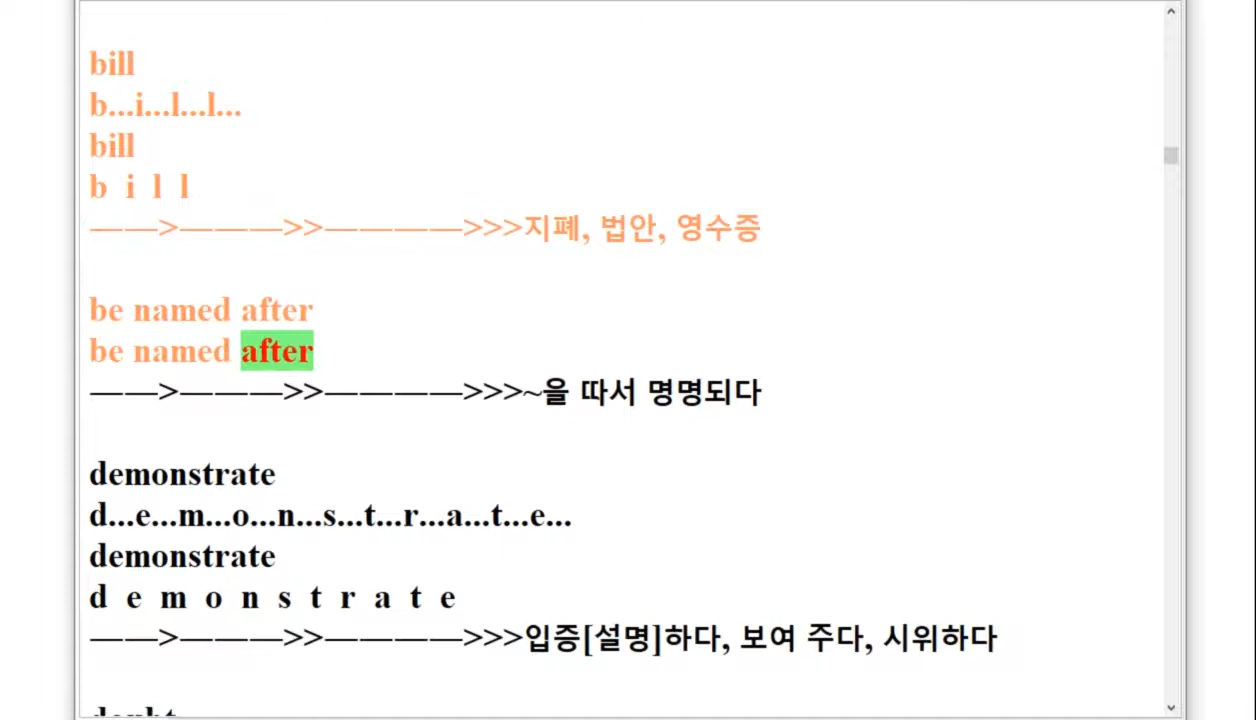 bill
b...i...l...l...
bill
b i l l
——>———>>————>>>지폐, 법안, 영수증
be named after
be named after
——>———>>————>>>~을 따서 명명되다
demonstrate
d...e...m...o...n...s...t...r...a...t...e...
demonstrate
d e m o n s t r a t e
——>———>>————>>>입증[설명]하다, 보여 주다, 시위하다